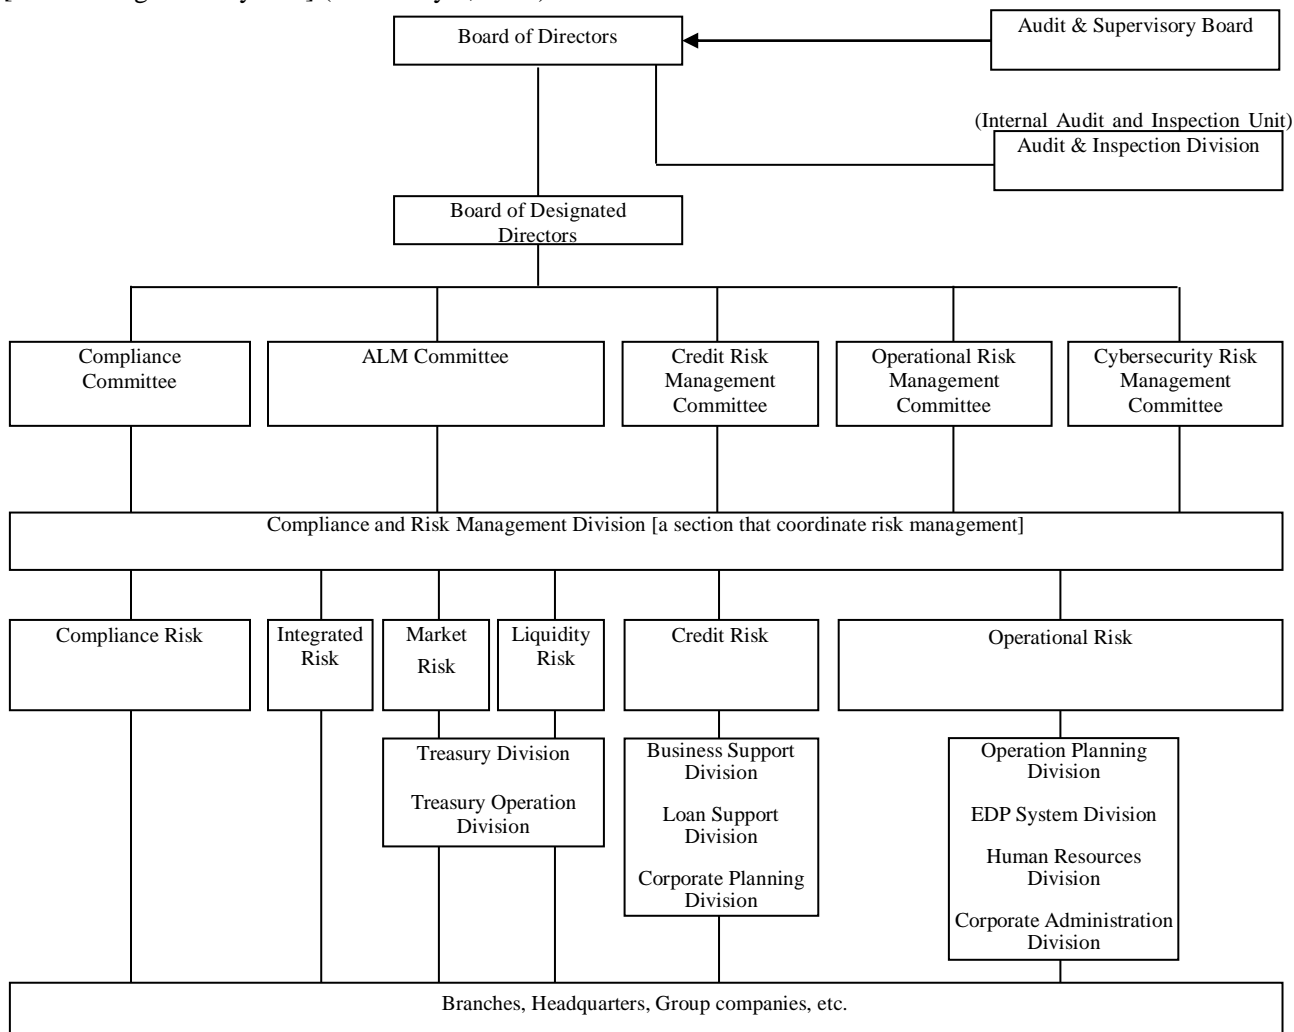 Board of Directors
Audit & Supervisory Board
(Internal Audit and Inspection Unit)
Audit & Inspection Division
Board of Designated
Directors
Compliance
Committee
ALM Committee
Credit Risk
Management
Committee
Operational Risk
Management
Committee
Cybersecurity Risk
Management
Committee
Compliance and Risk Management Division [a section that coordinate risk management]
Compliance Risk
Integrated
Risk
Market
Risk
Liquidity
Risk
Credit Risk
Operational Risk
Treasury Division
Treasury Operation
Division
Business Support
Division
Loan Support
Division
Corporate Planning
Division
Operation Planning
Division
EDP System Division
Human Resources
Division
Corporate Administration
Division
Branches, Headquarters, Group companies, etc.